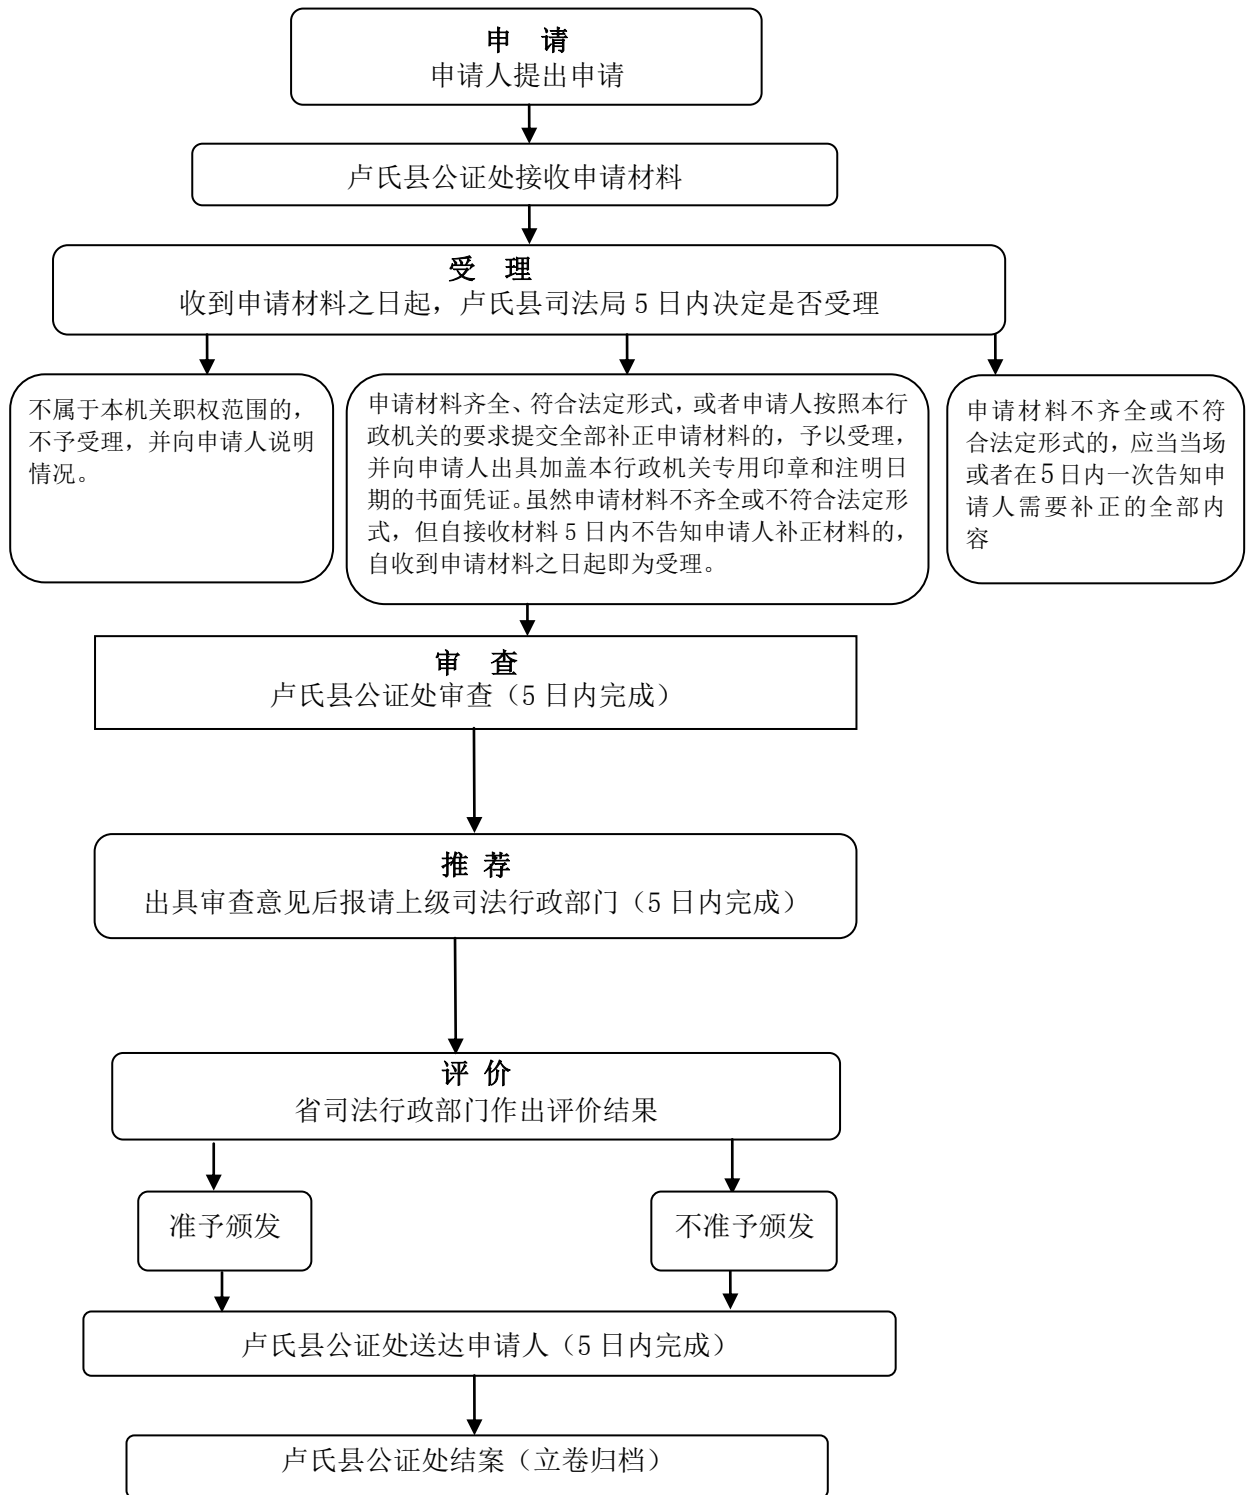 申 请
申请人提出申请
卢氏县公证处接收申请材料
受 理
收到申请材料之日起，卢氏县司法局 5 日内决定是否受理
不属于本机关职权范围的，
不予受理，并向申请人说明
情况。
申请材料齐全、符合法定形式，或者申请人按照本行
政机关的要求提交全部补正申请材料的，予以受理，
并向申请人出具加盖本行政机关专用印章和注明日
期的书面凭证。虽然申请材料不齐全或不符合法定形
式，但自接收材料 5 日内不告知申请人补正材料的，
自收到申请材料之日起即为受理。
申请材料不齐全或不符
合法定形式的，应当当场
或者在 5 日内一次告知申
请人需要补正的全部内
容
审 查
卢氏县公证处审查（5 日内完成）
推 荐
出具审查意见后报请上级司法行政部门（5 日内完成）
评 价
省司法行政部门作出评价结果
准予颁发
不准予颁发
卢氏县公证处送达申请人（5 日内完成）
卢氏县公证处结案（立卷归档）